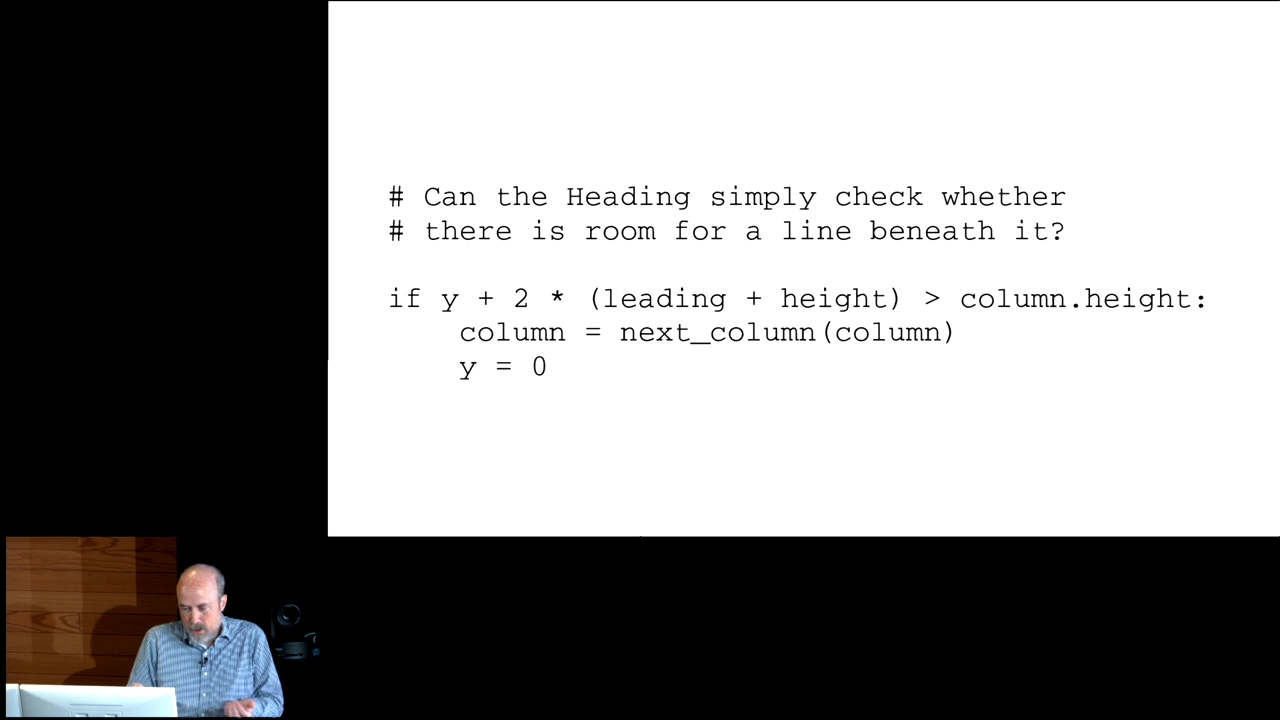 # Can the Heading simply check whether
# there is room for a line beneath it?
if y + 2 * (leading + height) > column.height:
    column = next_column(column)
    y = 0